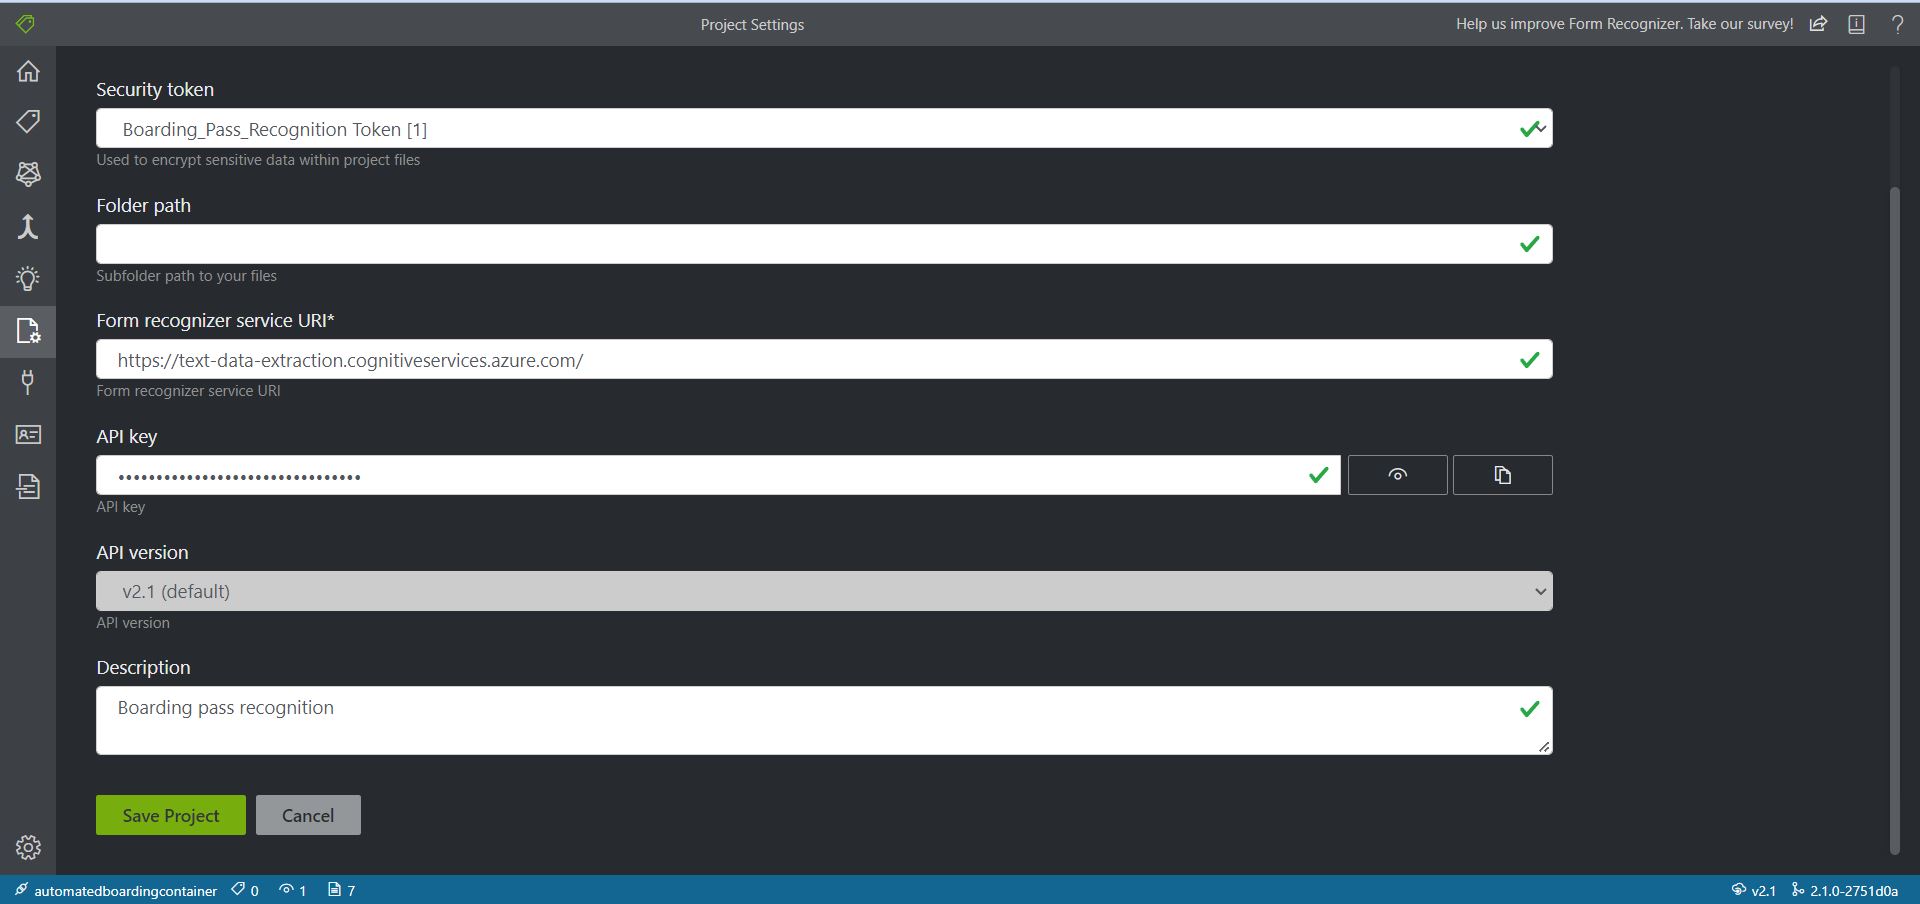 Project Settings
Help us improve Form Recognizer. Take our survey!
Security token
Boarding_Pass_Recognition Token [1]
Used to encrypt sensitive data within project files
Folder path
Subfolder path to your files
Form recognizer service URI*
https://text-data-extraction.cognitiveservices.azure.com/
Form recognizer service URI
API key
••••••••••••••••••••••••••••••••
API key
API version
v2.1 (default)
API version
Description
Boarding pass recognition
Save Project
Cancel
automatedboardingcontainer 0 1 7
v2.1 2.1.0-2751d0a